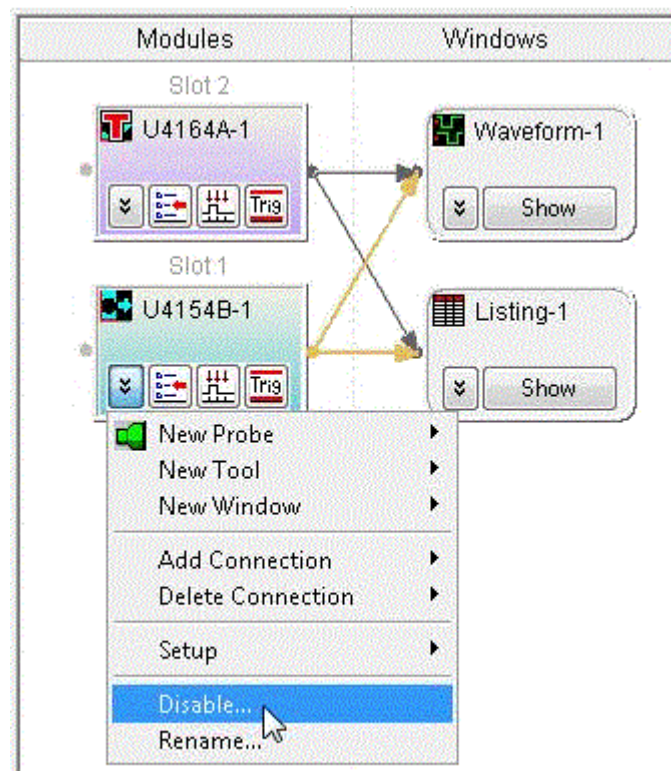 Modules Windows
Slot 2
U4164A-1 Waveform-1
Trig Show
Slot 1
U4154B-1 Listing-1
Trig Show
New Probe
New Tool
New Window
Add Connection
Delete Connection
Setup
Disable...
Rename...